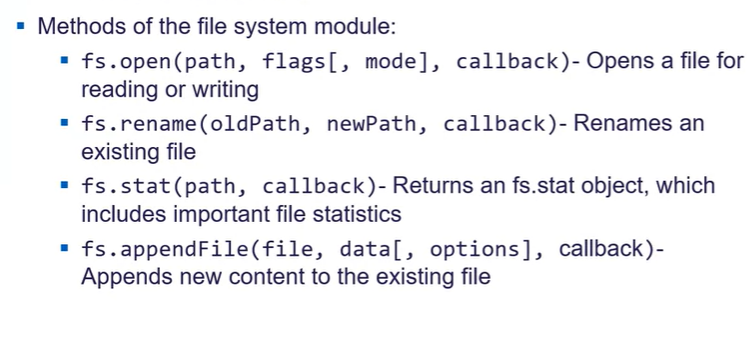 Methods of the file system module:
fs.open(path, flags[, mode], callback)- Opens a file for
reading or writing
fs.rename(oldPath, newPath, callback)- Renames an
existing file
fs.stat(path, callback)- Returns an fs.stat object, which
includes important file statistics
fs.appendFile(file, data[, options], callback)-
Appends new content to the existing file